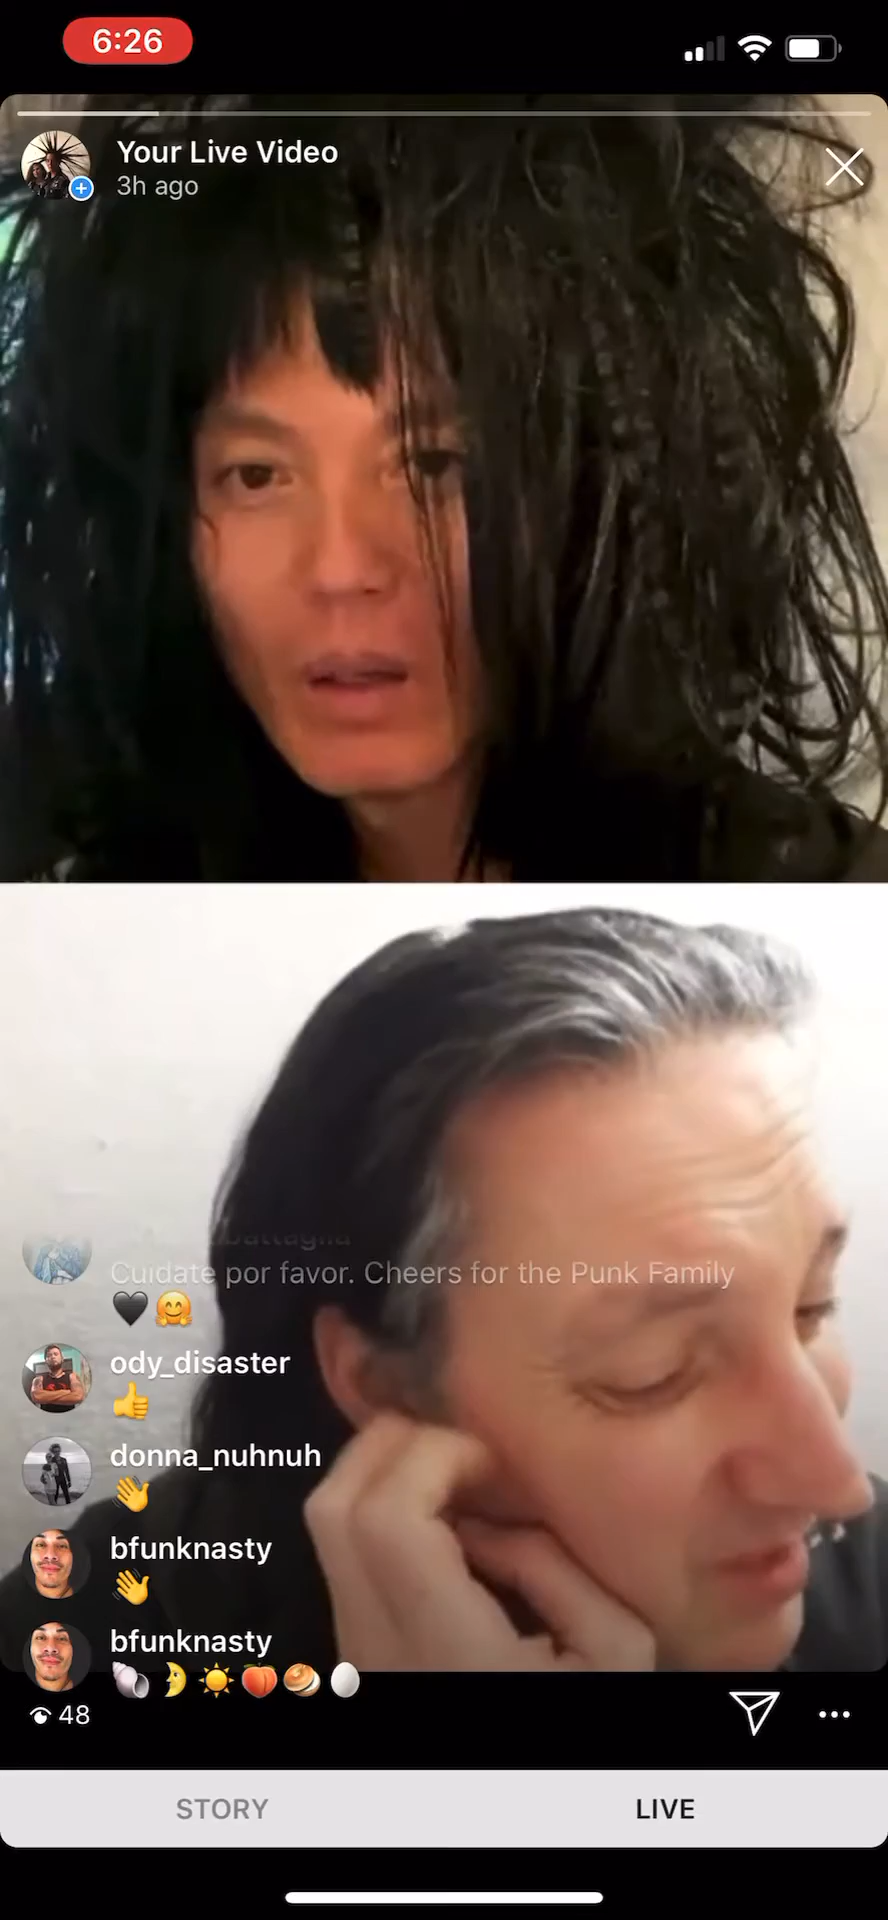 6:26
Your Live Video
3h ago
battaglia
Cuidate por favor. Cheers for the Punk Family
🖤🤗
ody_disaster
👍
donna_nuhnuh
👋
bfunknasty
👋
bfunknasty
🐚🌛☀️🍑🥯🥚
48
STORY
LIVE